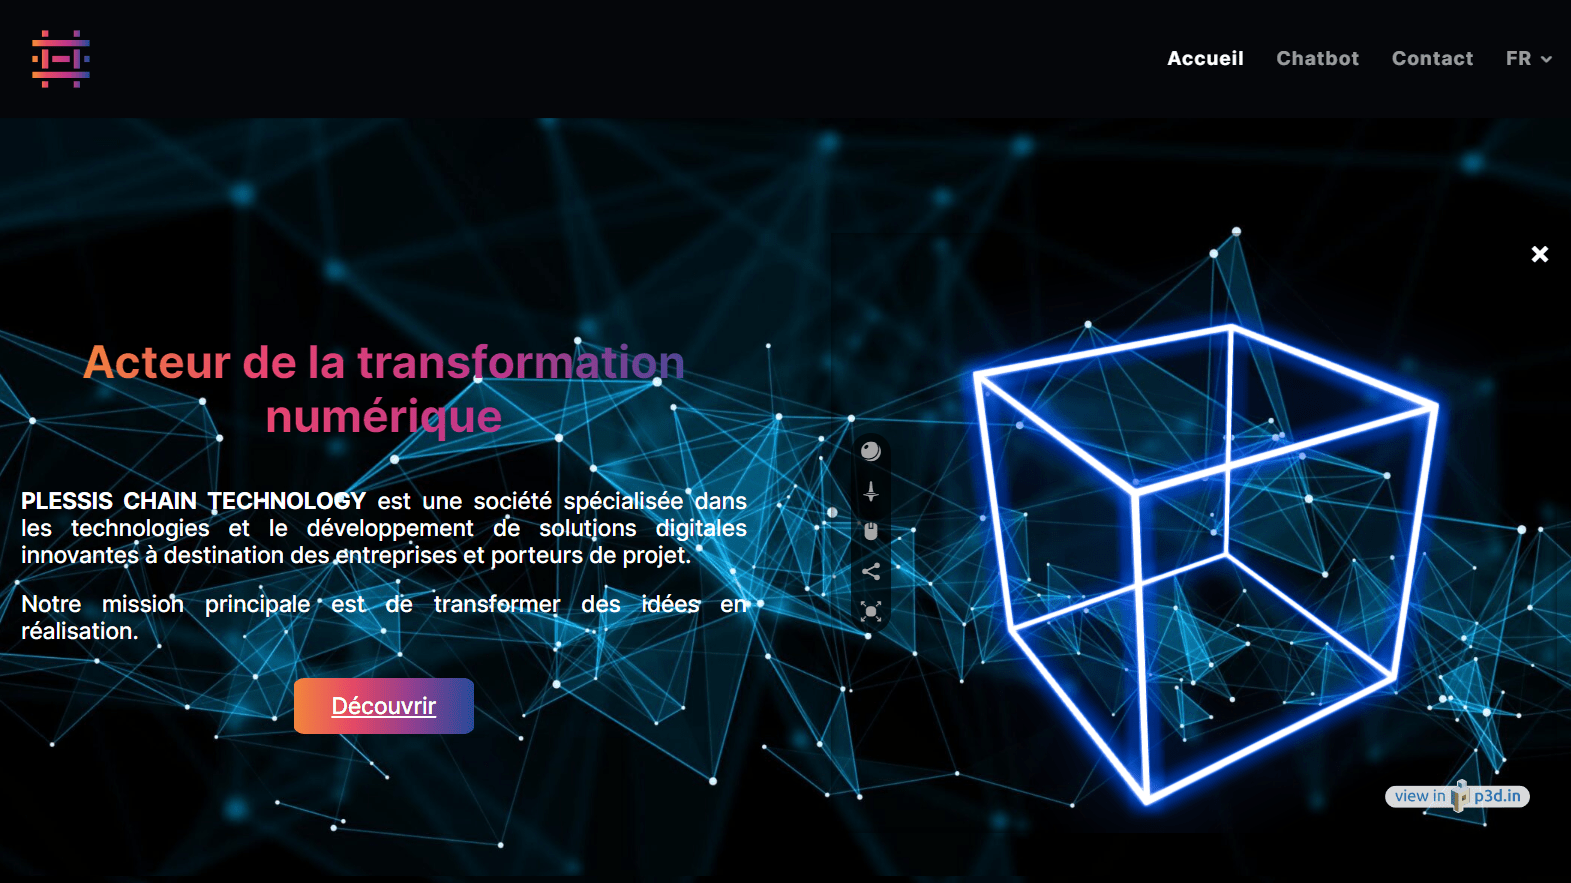 Accueil Chatbot Contact FR
Acteur de la transformation
numérique
PLESSIS CHAIN TECHNOLOGY est une société spécialisée dans
les technologies et le développement de solutions digitales
innovantes à destination des entreprises et porteurs de projet.
Notre mission principale est de transformer des idées en
réalisation.
Découvrir
view in p3d.in